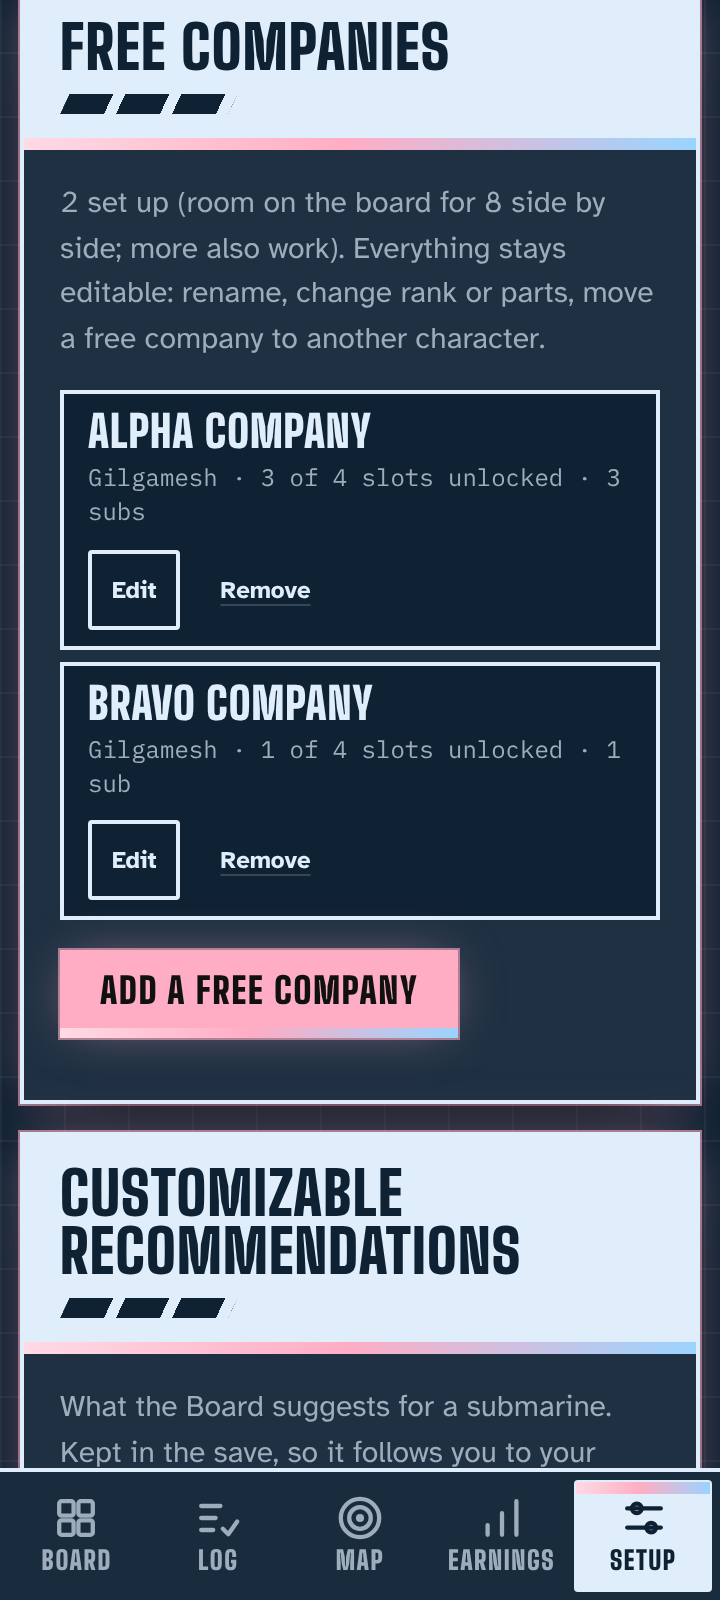 FREE COMPANIES
2 set up (room on the board for 8 side by
side; more also work). Everything stays
editable: rename, change rank or parts, move
a free company to another character.
ALPHA COMPANY
Gilgamesh · 3 of 4 slots unlocked · 3
subs
Edit Remove
BRAVO COMPANY
Gilgamesh · 1 of 4 slots unlocked · 1
sub
Edit Remove
ADD A FREE COMPANY
CUSTOMIZABLE
RECOMMENDATIONS
What the Board suggests for a submarine.
Kept in the save, so it follows you to your
BOARD LOG MAP EARNINGS SETUP